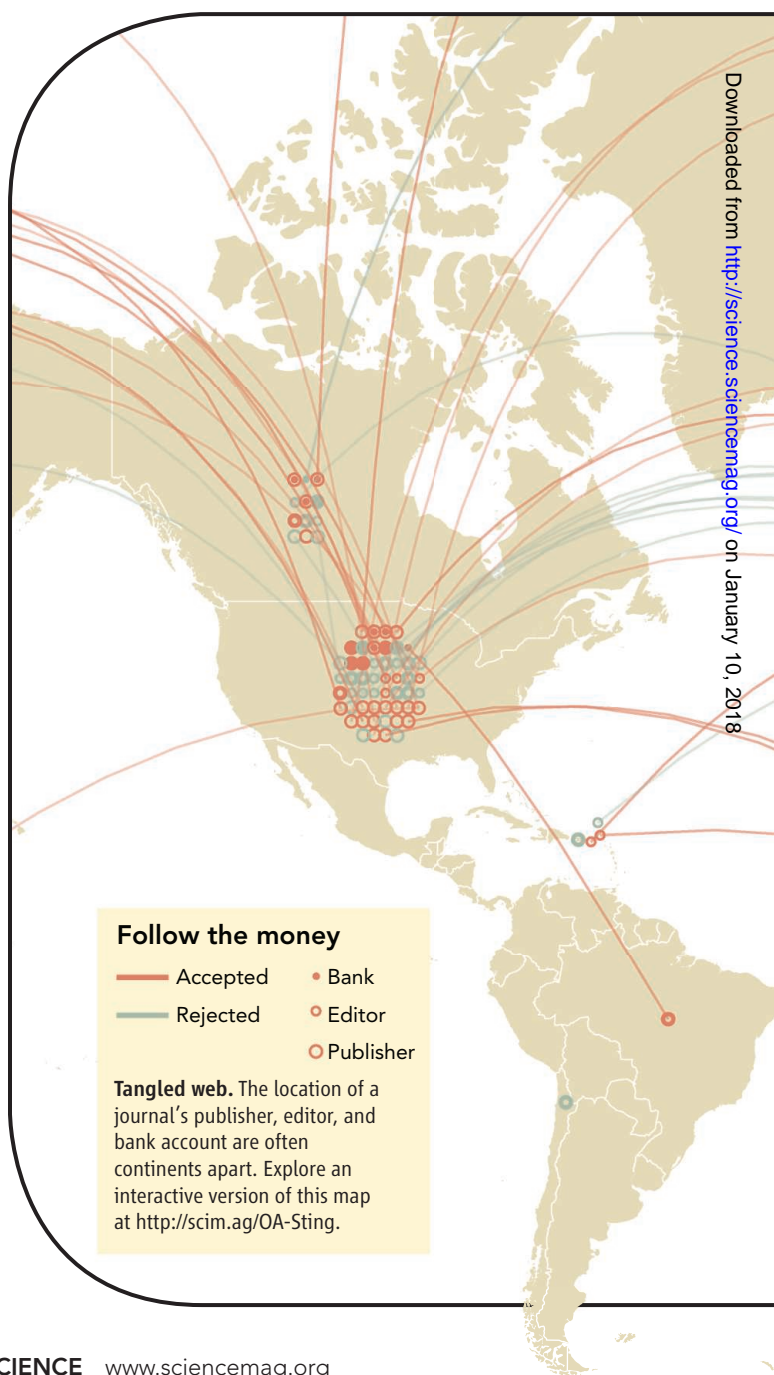 Downloaded from http://science.sciencemag.org/ on January 10, 2018
Follow the money
Accepted
Bank
Rejected
Editor
Publisher
Tangled web. The location of a
journal's publisher, editor, and
bank account are often
continents apart. Explore an
interactive version of this map
at http://scim.ag/OA-Sting.
CIENCE www.sciencemag.org